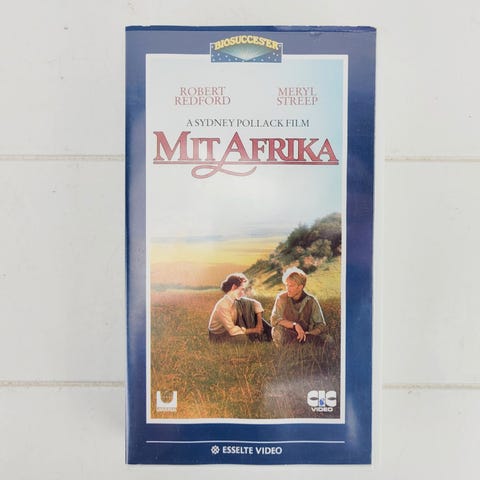 BIOSUCCES'ER
ROBERT
REDFORD
MERYL
STREEP
A SYDNEY POLLACK FILM
MIT AFRIKA
CIC
VIDEO
ESSELTE VIDEO